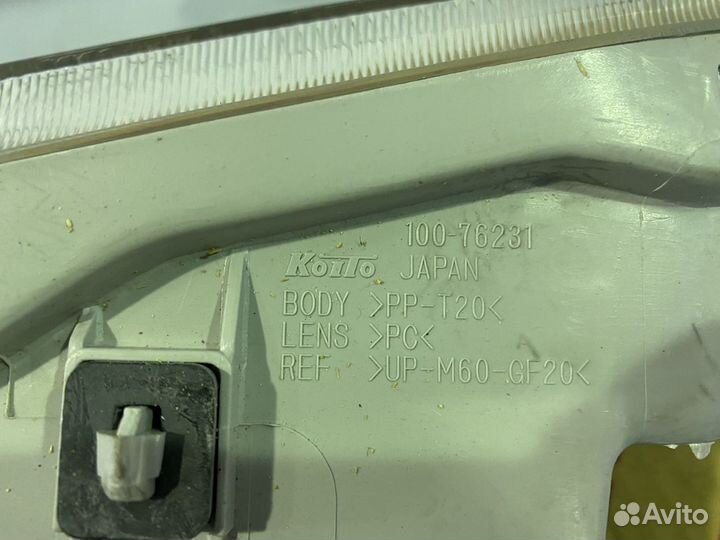 100-76231
KOITO JAPAN
BODY >PP-T20<
LENS >PC<
REF >UP-M60-GF20<
Avito